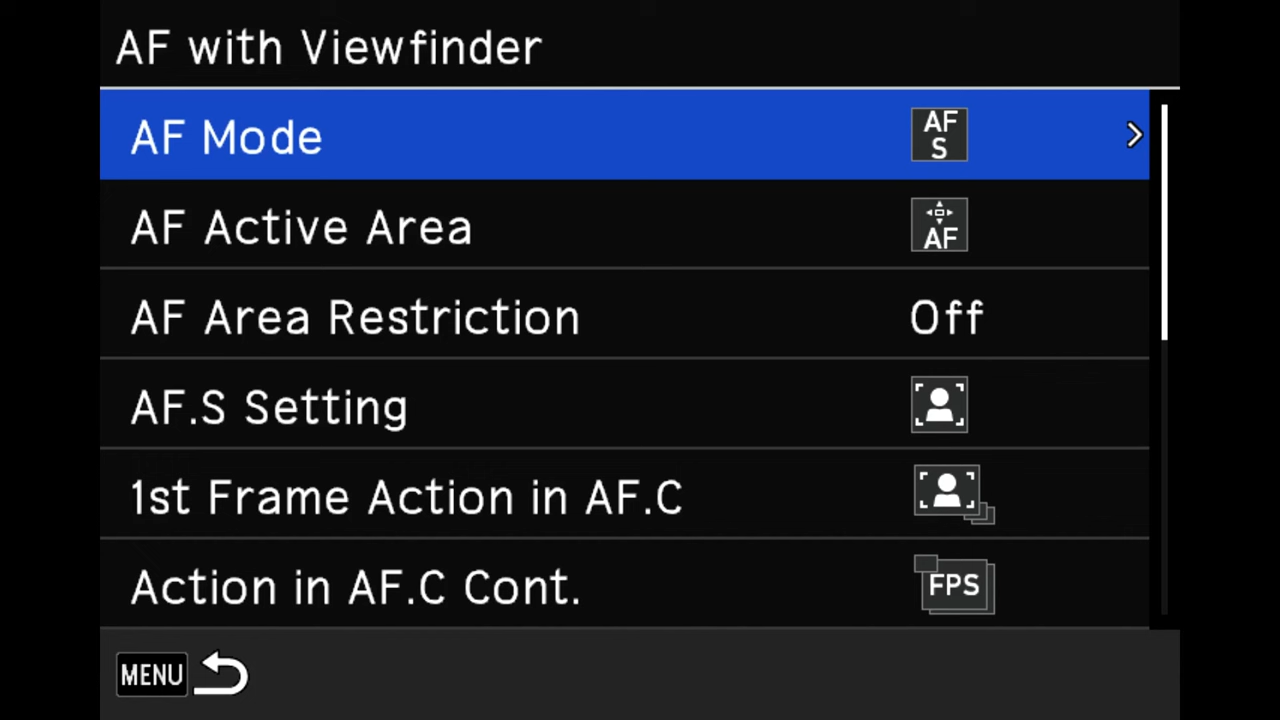 AF with Viewfinder
AF Mode AF S
AF Active Area AF
AF Area Restriction Off
AF.S Setting
1st Frame Action in AF.C
Action in AF.C Cont. FPS
MENU